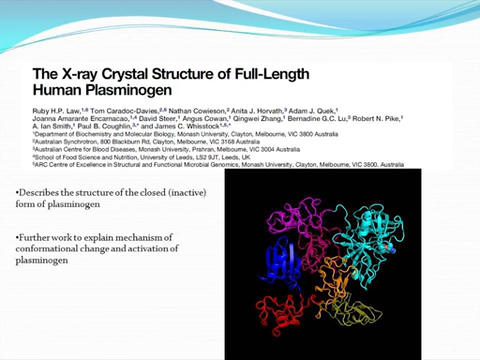 The X-ray Crystal Structure of Full-Length
Human Plasminogen
Ruby H.P. Law,1,6 Tom Caradoc-Davies,2,6 Nathan Cowieson,2 Anita J. Horvath,3 Adam J. Quek,1
Joanna Amarante Encarnacao,1,4 David Steer,1 Angus Cowan,1 Qingwei Zhang,1 Bernadine G.C. Lu,3 Robert N. Pike,1
A. Ian Smith,1 Paul B. Coughlin,3,* and James C. Whisstock1,5,*
1Department of Biochemistry and Molecular Biology, Monash University, Clayton, Melbourne, VIC 3800 Australia
2Australian Synchrotron, 800 Blackburn Rd, Clayton, Melbourne, VIC 3168 Australia
3Australian Centre for Blood Diseases, Monash University, Prahran, Melbourne, VIC 3004 Australia
4School of Food Science and Nutrition, University of Leeds, LS2 9JT, Leeds, UK
5ARC Centre of Excellence in Structural and Functional Microbial Genomics, Monash University, Clayton, Melbourne, VIC 3800. Australia
•Describes the structure of the closed (inactive)
form of plasminogen
•Further work to explain mechanism of
conformational change and activation of
plasminogen